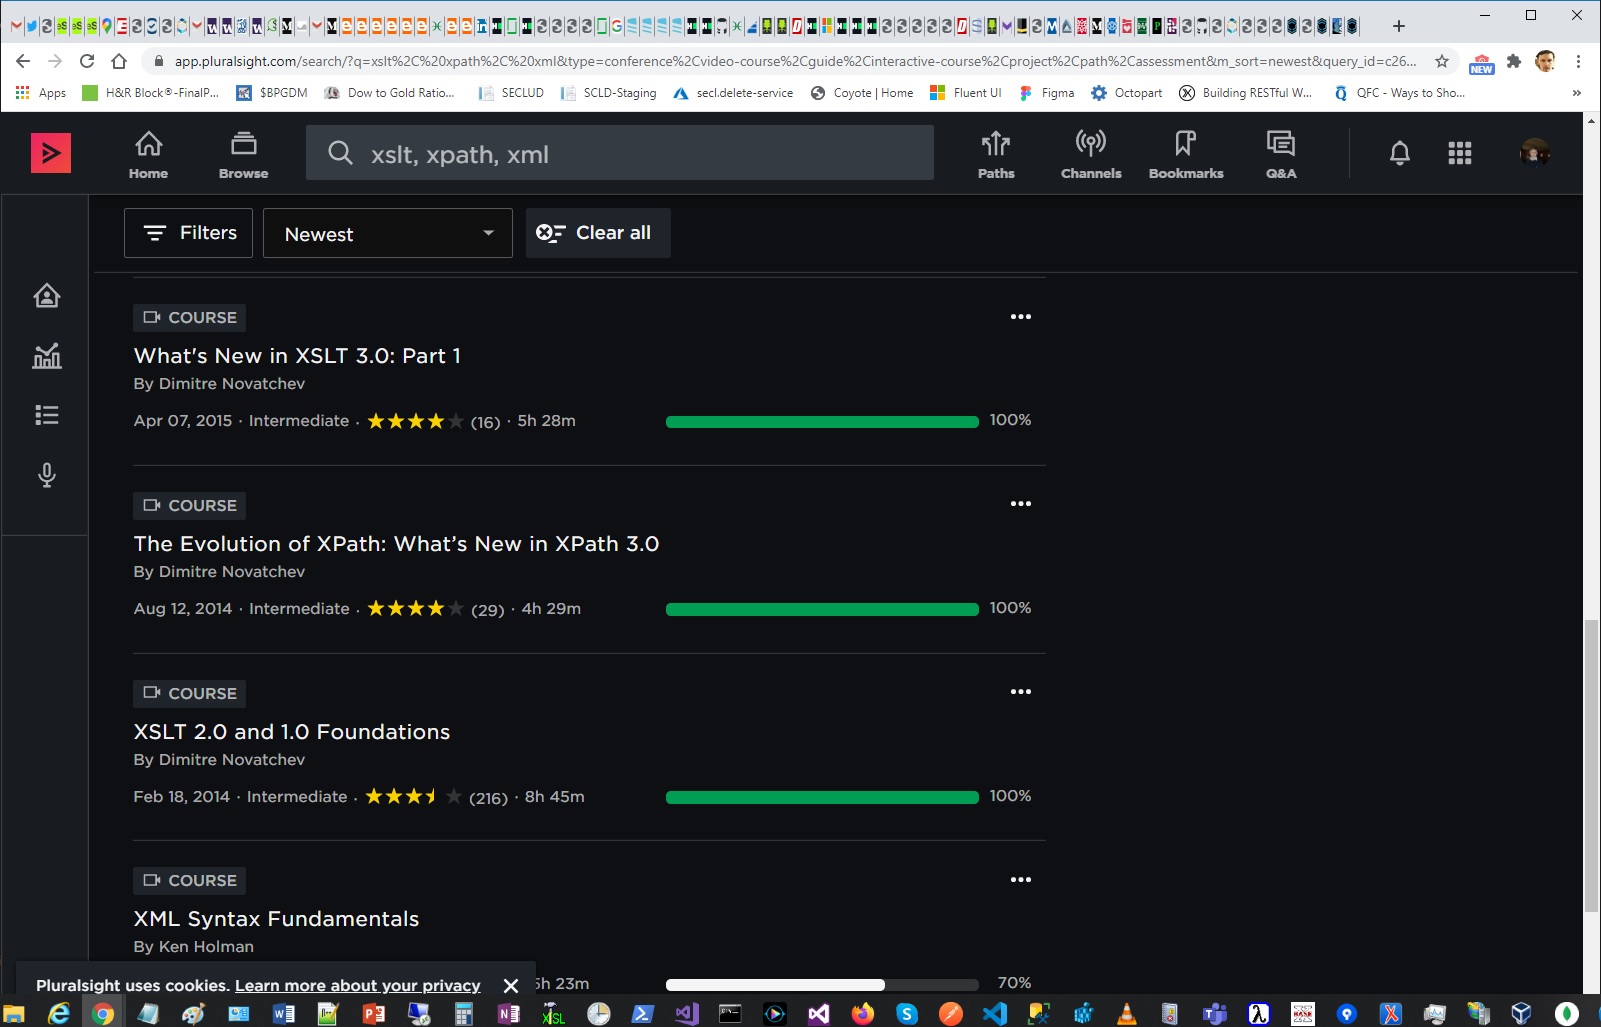 app.pluralsight.com/search/?q=xslt%2C%20xpath%2C%20xml&type=conference%2Cvideo-course%2Cguide%2Cinteractive-course%2Cproject%2Cpath%2Cassessment&m_sort=newest&query_id=c26...
NEW
Apps H&R Block®-FinalP... $BPGDM Dow to Gold Ratio... SECLUD SCLD-Staging secl.delete-service Coyote | Home Fluent UI Figma Octopart Building RESTful W... QFC - Ways to Sho... »
xslt, xpath, xml
Home Browse Paths Channels Bookmarks Q&A
Filters Newest Clear all
COURSE
What's New in XSLT 3.0: Part 1
By Dimitre Novatchev
Apr 07, 2015 · Intermediate · (16) · 5h 28m 100%
COURSE
The Evolution of XPath: What’s New in XPath 3.0
By Dimitre Novatchev
Aug 12, 2014 · Intermediate · (29) · 4h 29m 100%
COURSE
XSLT 2.0 and 1.0 Foundations
By Dimitre Novatchev
Feb 18, 2014 · Intermediate · (216) · 8h 45m 100%
COURSE
XML Syntax Fundamentals
By Ken Holman
5h 23m 70%
Pluralsight uses cookies. Learn more about your privacy